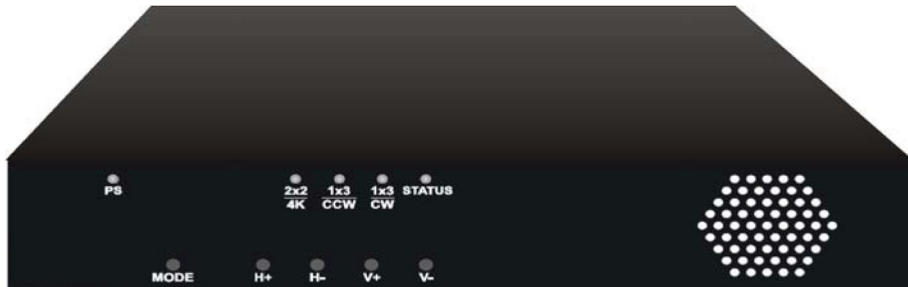 PS 2x2 1x3 1x3 STATUS
4K CCW CW
MODE H+ H- V+ V-